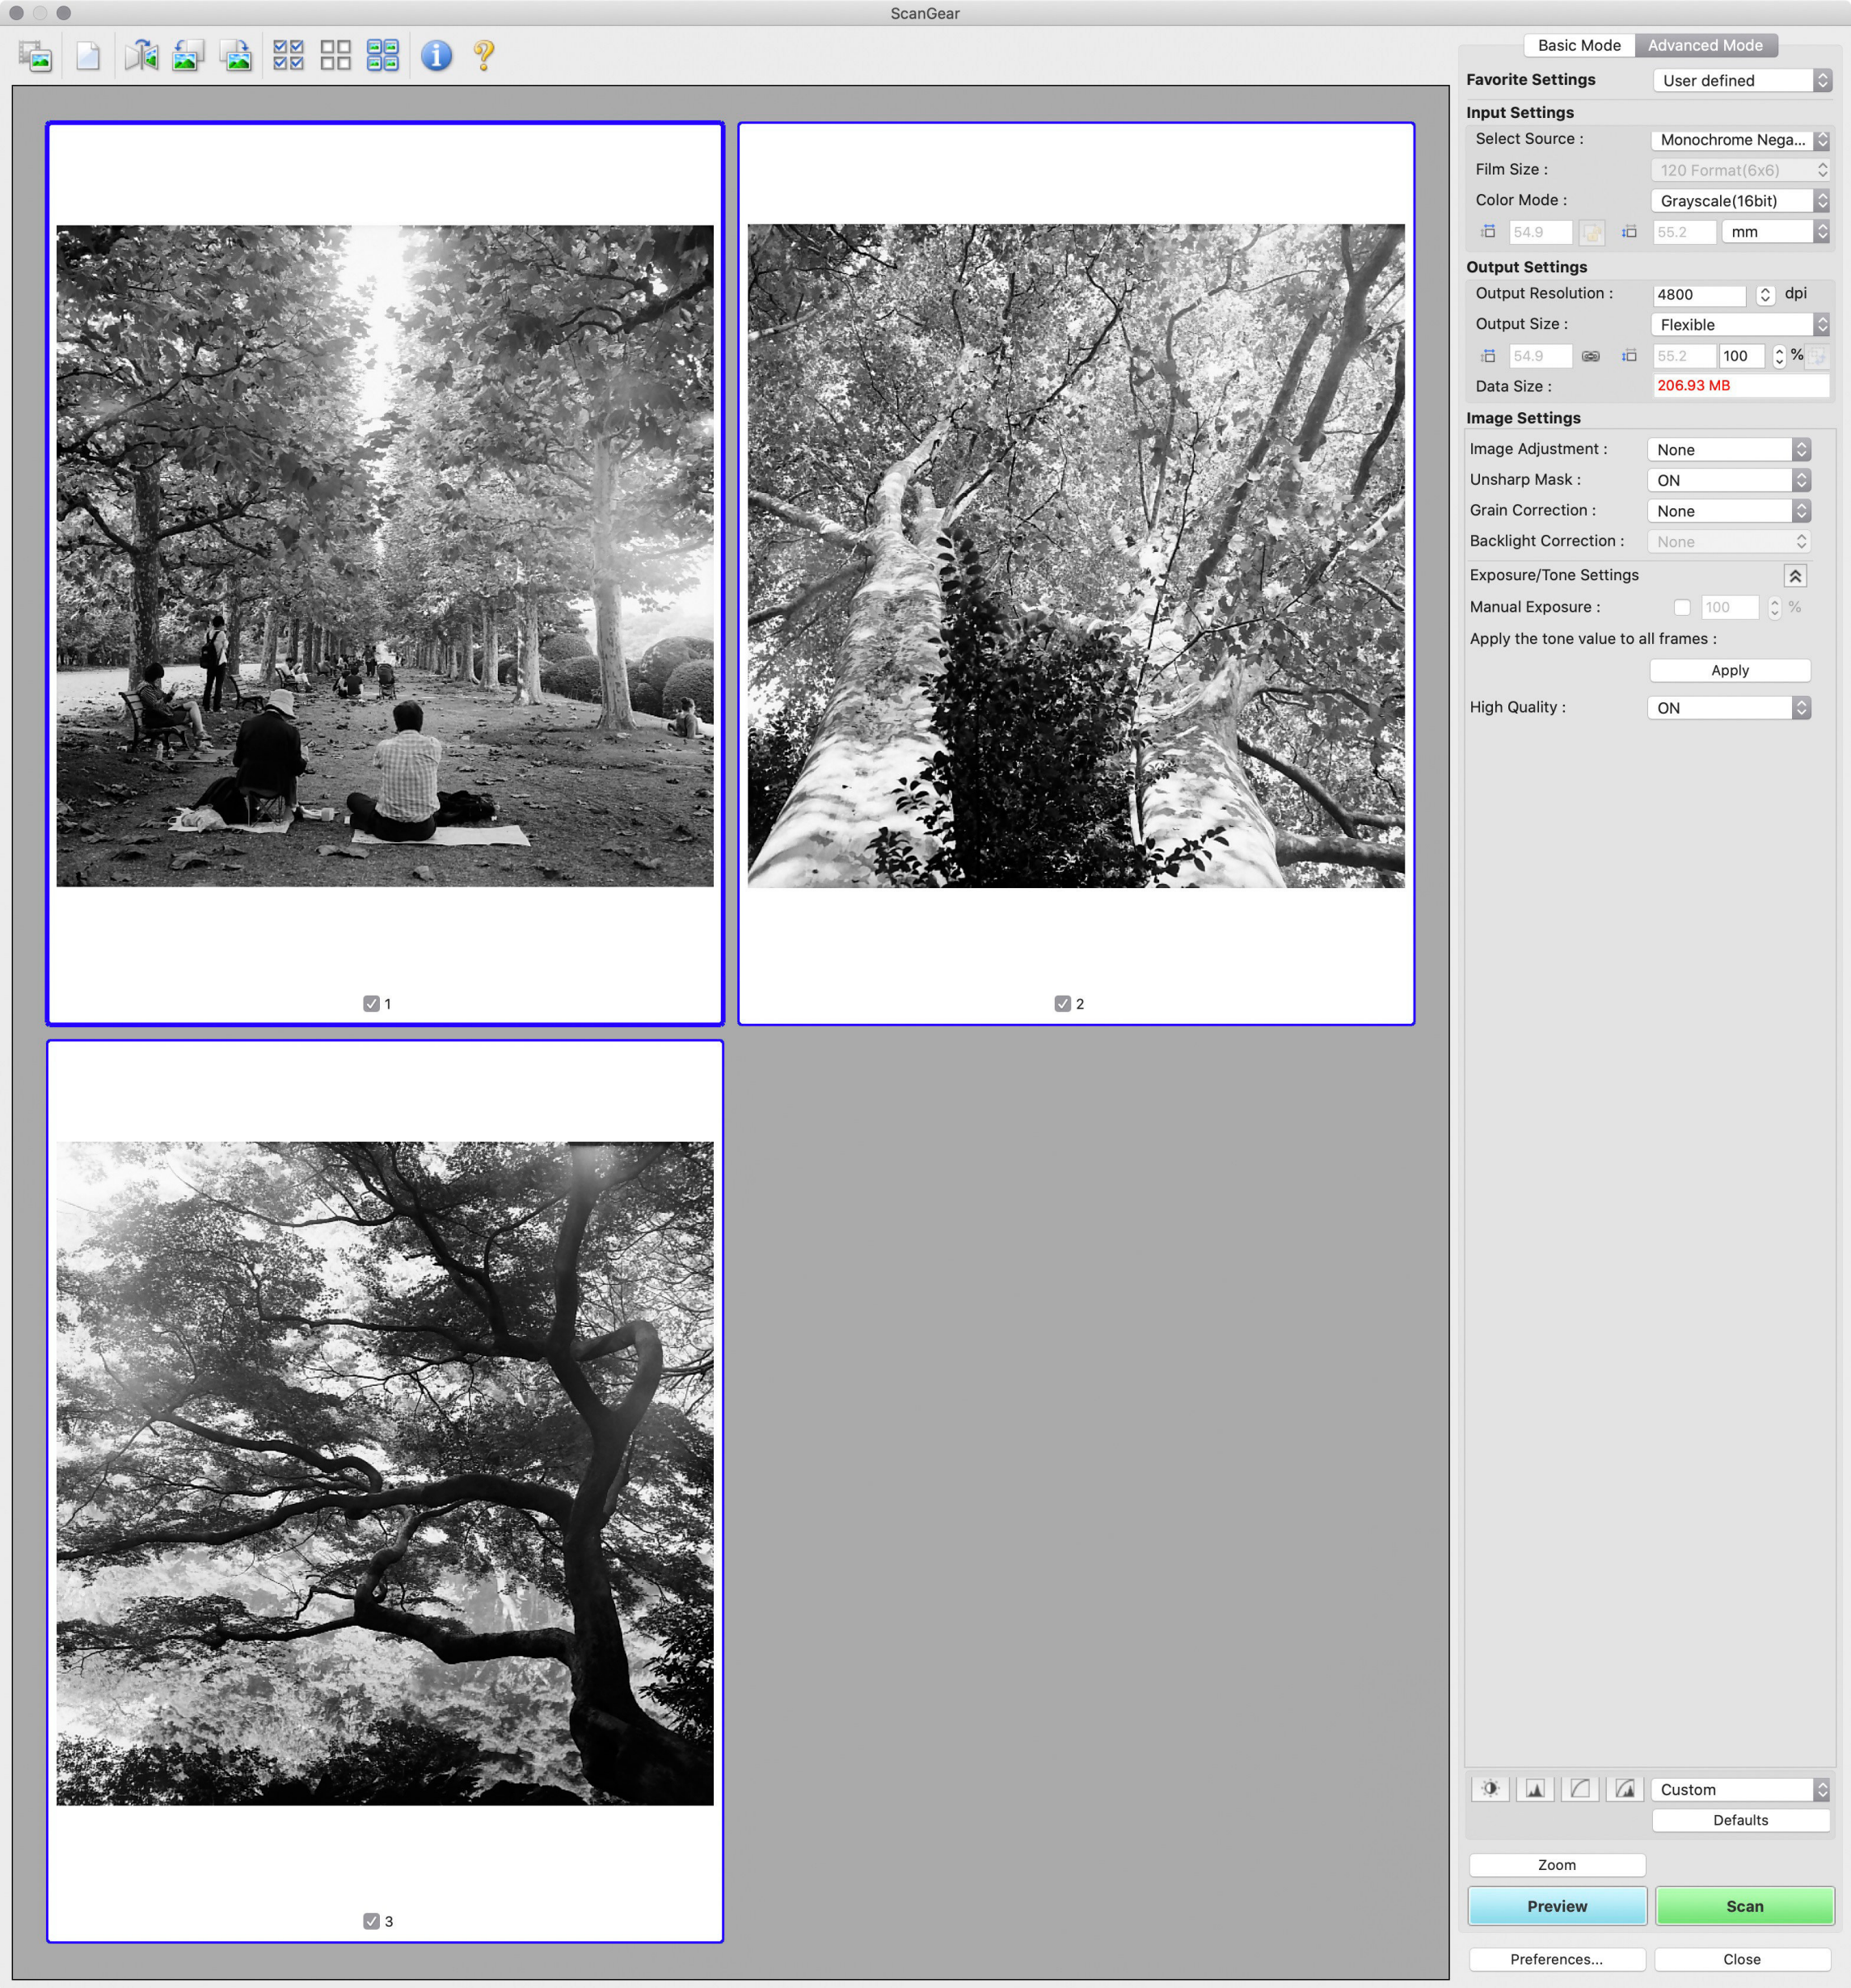 ScanGear
Basic Mode Advanced Mode
Favorite Settings User defined
Input Settings
Select Source : Monochrome Nega...
Film Size : 120 Format(6x6)
Color Mode : Grayscale(16bit)
54.9 55.2 mm
Output Settings
Output Resolution : 4800 dpi
Output Size : Flexible
54.9 55.2 100 %
Data Size : 206.93 MB
Image Settings
Image Adjustment : None
Unsharp Mask : ON
Grain Correction : None
Backlight Correction : None
Exposure/Tone Settings
Manual Exposure : 100 %
Apply the tone value to all frames :
Apply
High Quality : ON
1
2
3
Custom
Defaults
Zoom
Preview Scan
Preferences... Close